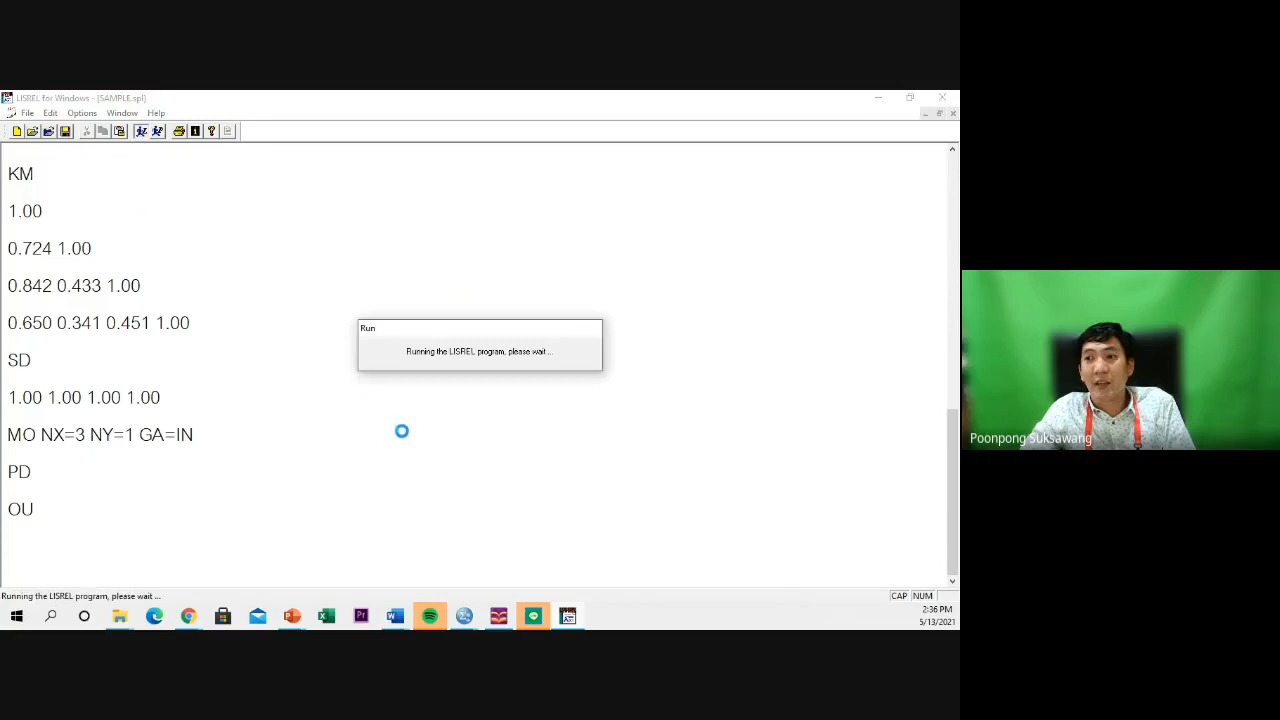 LISREL for Windows - [SAMPLE.spl]
File Edit Options Window Help
KM
1.00
0.724 1.00
0.842 0.433 1.00
0.650 0.341 0.451 1.00
SD
1.00 1.00 1.00 1.00
MO NX=3 NY=1 GA=IN
PD
OU
Run
Running the LISREL program, please wait ...
Poonpong Suksawang
Running the LISREL program, please wait ...
CAP NUM
2:36 PM
5/13/2021